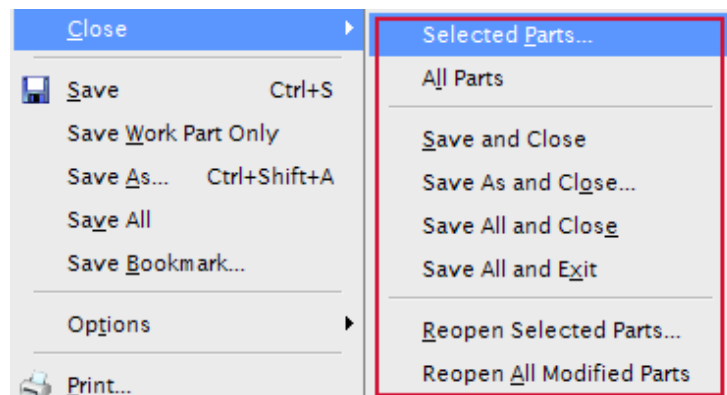 Close
Save Ctrl+S
Save Work Part Only
Save As... Ctrl+Shift+A
Save All
Save Bookmark...
Options
Print...
Selected Parts...
All Parts
Save and Close
Save As and Close...
Save All and Close
Save All and Exit
Reopen Selected Parts...
Reopen All Modified Parts